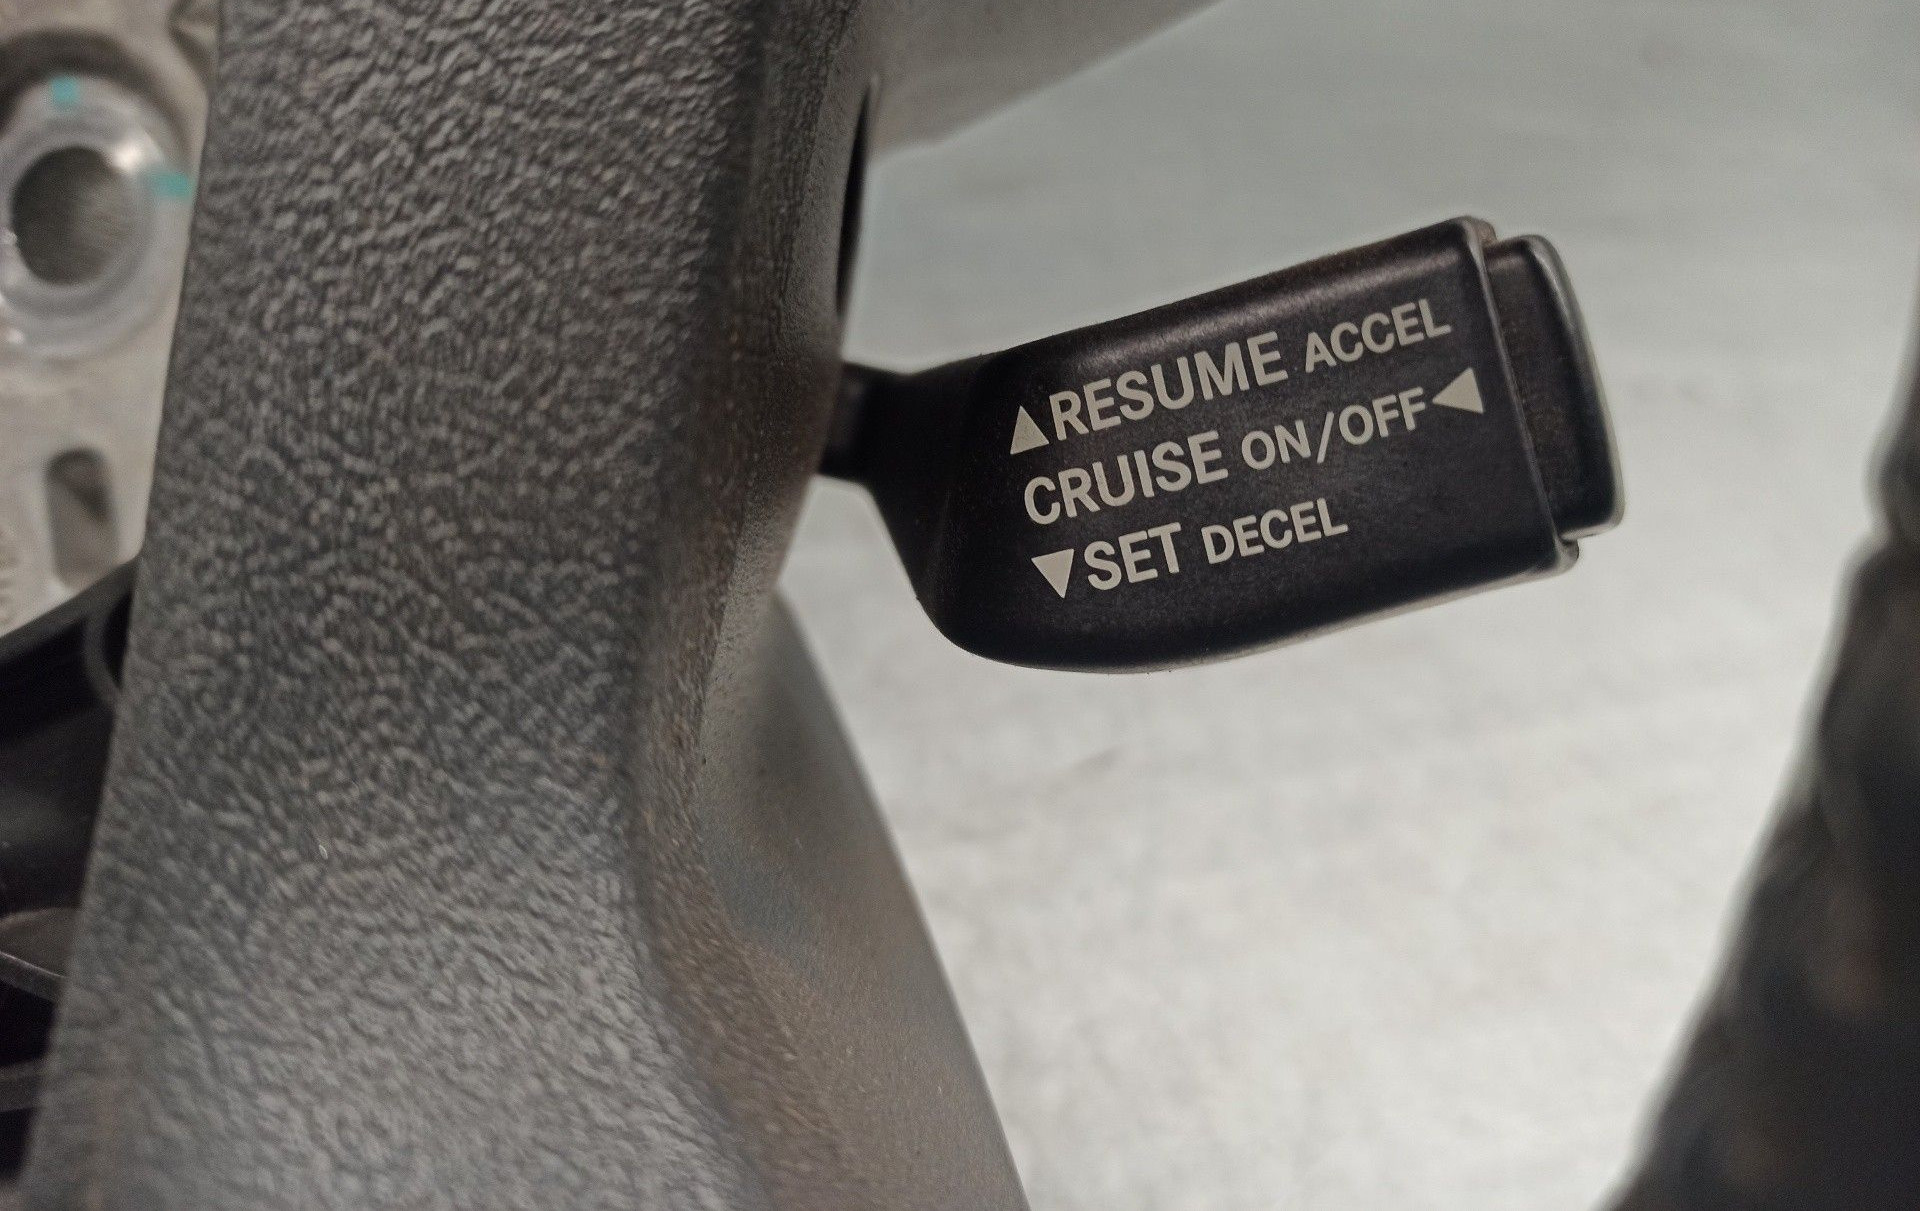 ▲RESUME ACCEL
CRUISE ON/OFF◀
▼SET DECEL